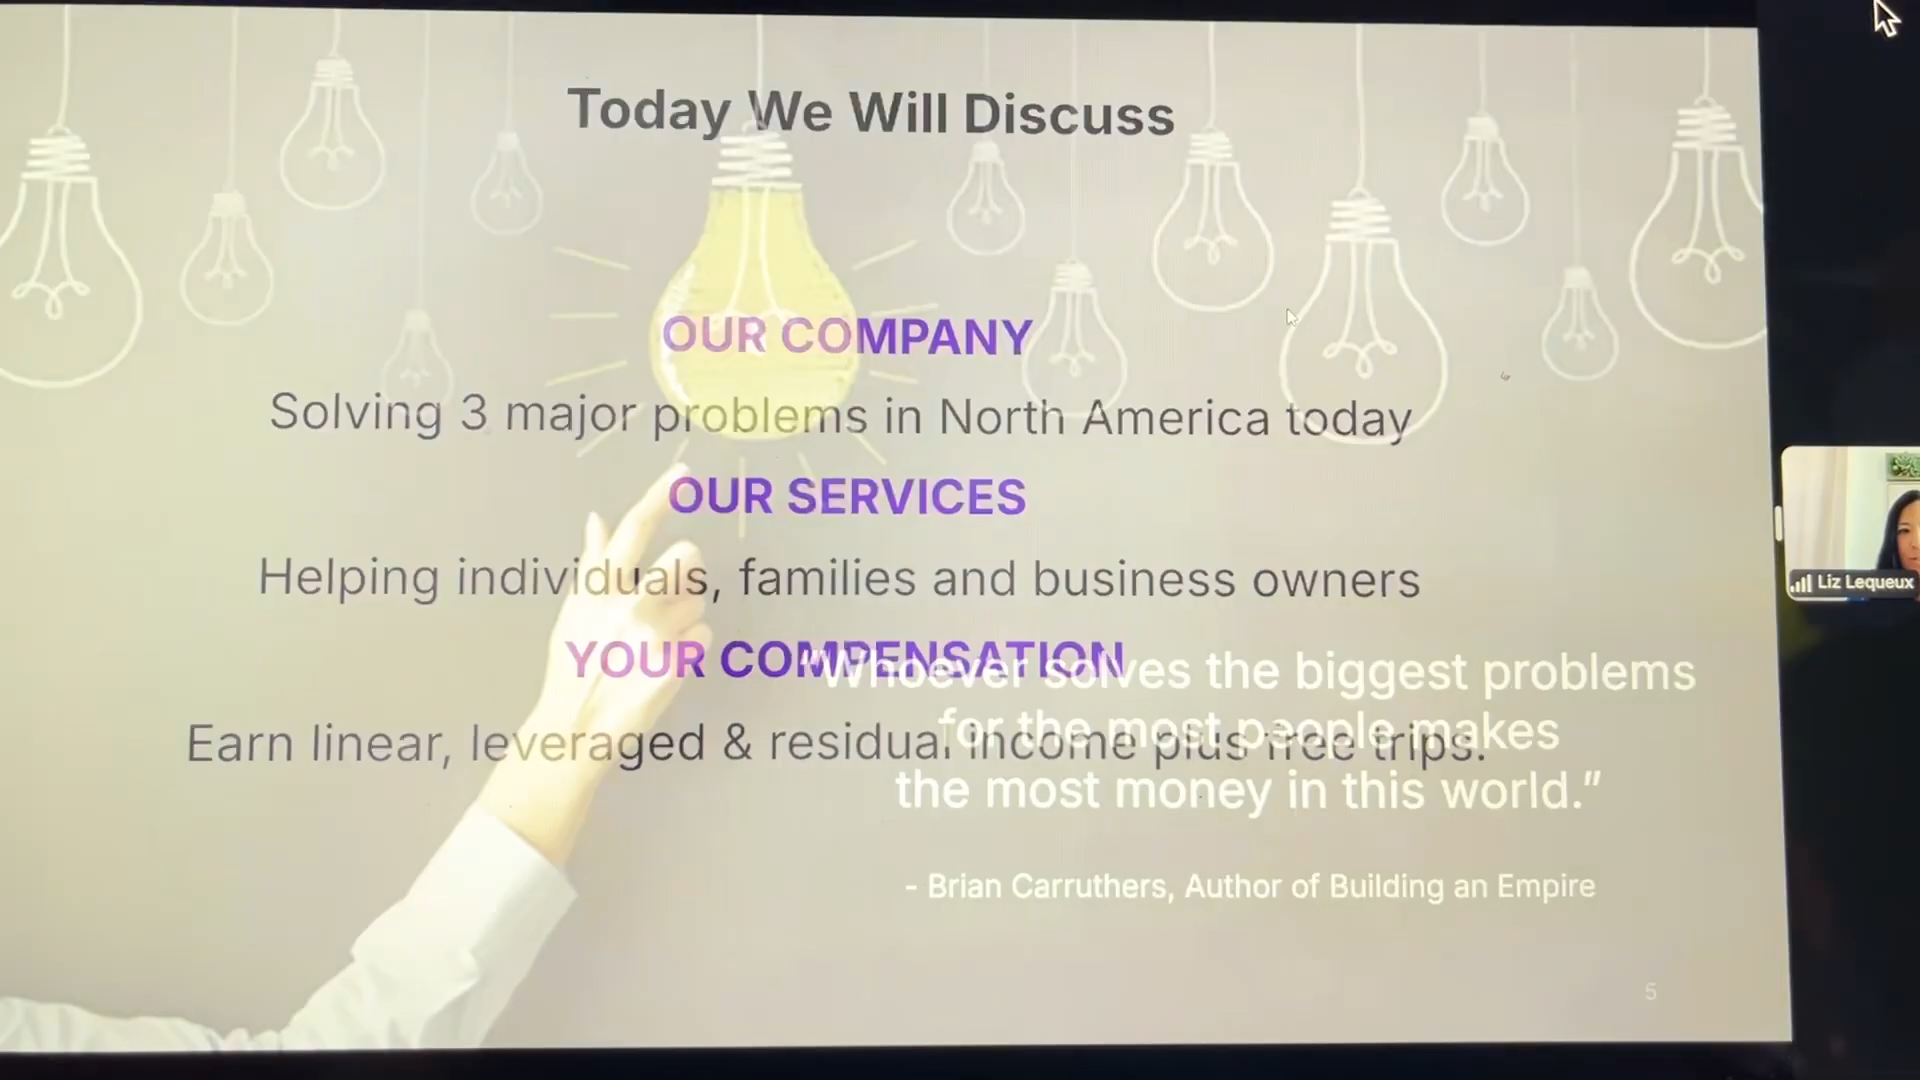 Today We Will Discuss
OUR COMPANY
Solving 3 major problems in North America today
OUR SERVICES
Helping individuals, families and business owners
YOUR COMPENSATION
Earn linear, leveraged & residual income plus free trips.
"Whoever solves the biggest problems
for the most people makes
the most money in this world."
- Brian Carruthers, Author of Building an Empire
5
Liz Lequeux